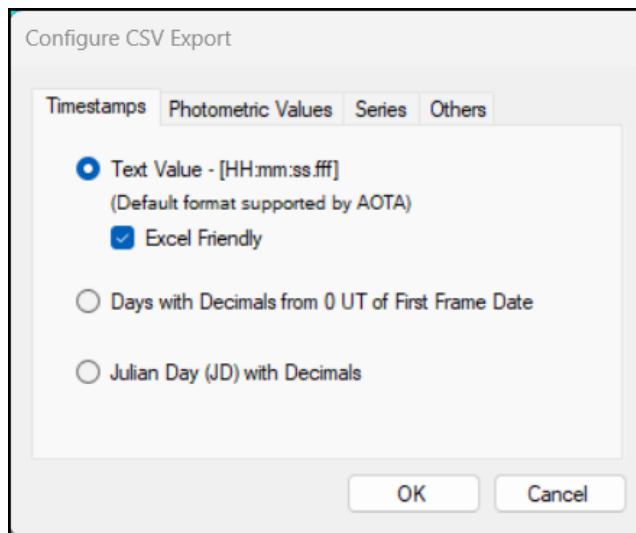 Configure CSV Export
Timestamps Photometric Values Series Others
Text Value - [HH:mm:ss.fff]
(Default format supported by AOTA)
Excel Friendly
Days with Decimals from 0 UT of First Frame Date
Julian Day (JD) with Decimals
OK Cancel